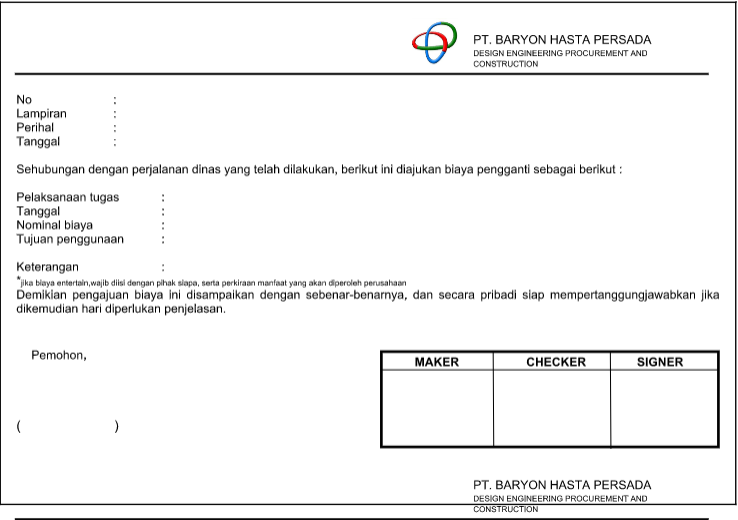 PT. BARYON HASTA PERSADA
DESIGN ENGINEERING PROCUREMENT AND
CONSTRUCTION
No :
Lampiran :
Perihal :
Tanggal :
Sehubungan dengan perjalanan dinas yang telah dilakukan, berikut ini diajukan biaya pengganti sebagai berikut :
Pelaksanaan tugas :
Tanggal :
Nominal biaya :
Tujuan penggunaan :
Keterangan :
*jika biaya entertain,wajib diisi dengan pihak siapa, serta perkiraan manfaat yang akan diperoleh perusahaan
Demikian pengajuan biaya ini disampaikan dengan sebenar-benarnya, dan secara pribadi siap mempertanggungjawabkan jika
dikemudian hari diperlukan penjelasan.
Pemohon,
MAKER CHECKER SIGNER
( )
PT. BARYON HASTA PERSADA
DESIGN ENGINEERING PROCUREMENT AND
CONSTRUCTION